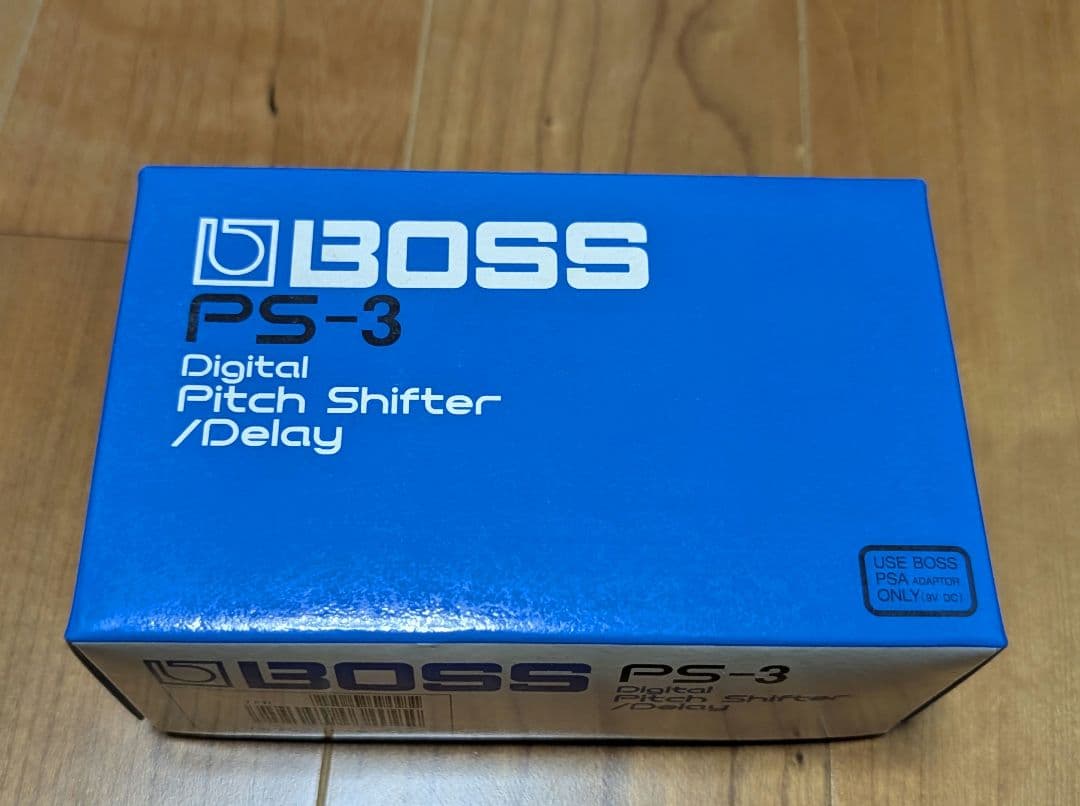 BOSS
PS-3
Digital
Pitch Shifter
/Delay
USE BOSS
PSA ADAPTOR
ONLY(9V DC)
BOSS PS-3
Digital
Pitch Shifter
/Delay